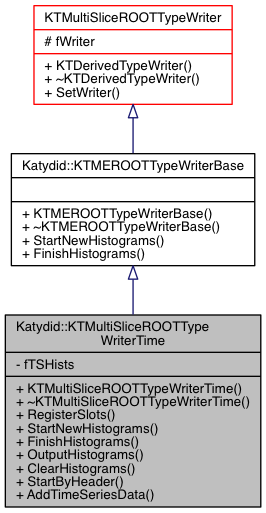 KTMultiSliceROOTTypeWriter
# fWriter
+ KTDerivedTypeWriter()
+ ~KTDerivedTypeWriter()
+ SetWriter()
Katydid::KTMEROOTTypeWriterBase
+ KTMEROOTTypeWriterBase()
+ ~KTMEROOTTypeWriterBase()
+ StartNewHistograms()
+ FinishHistograms()
Katydid::KTMultiSliceROOTType
WriterTime
- fTSHists
+ KTMultiSliceROOTTypeWriterTime()
+ ~KTMultiSliceROOTTypeWriterTime()
+ RegisterSlots()
+ StartNewHistograms()
+ FinishHistograms()
+ OutputHistograms()
+ ClearHistograms()
+ StartByHeader()
+ AddTimeSeriesData()